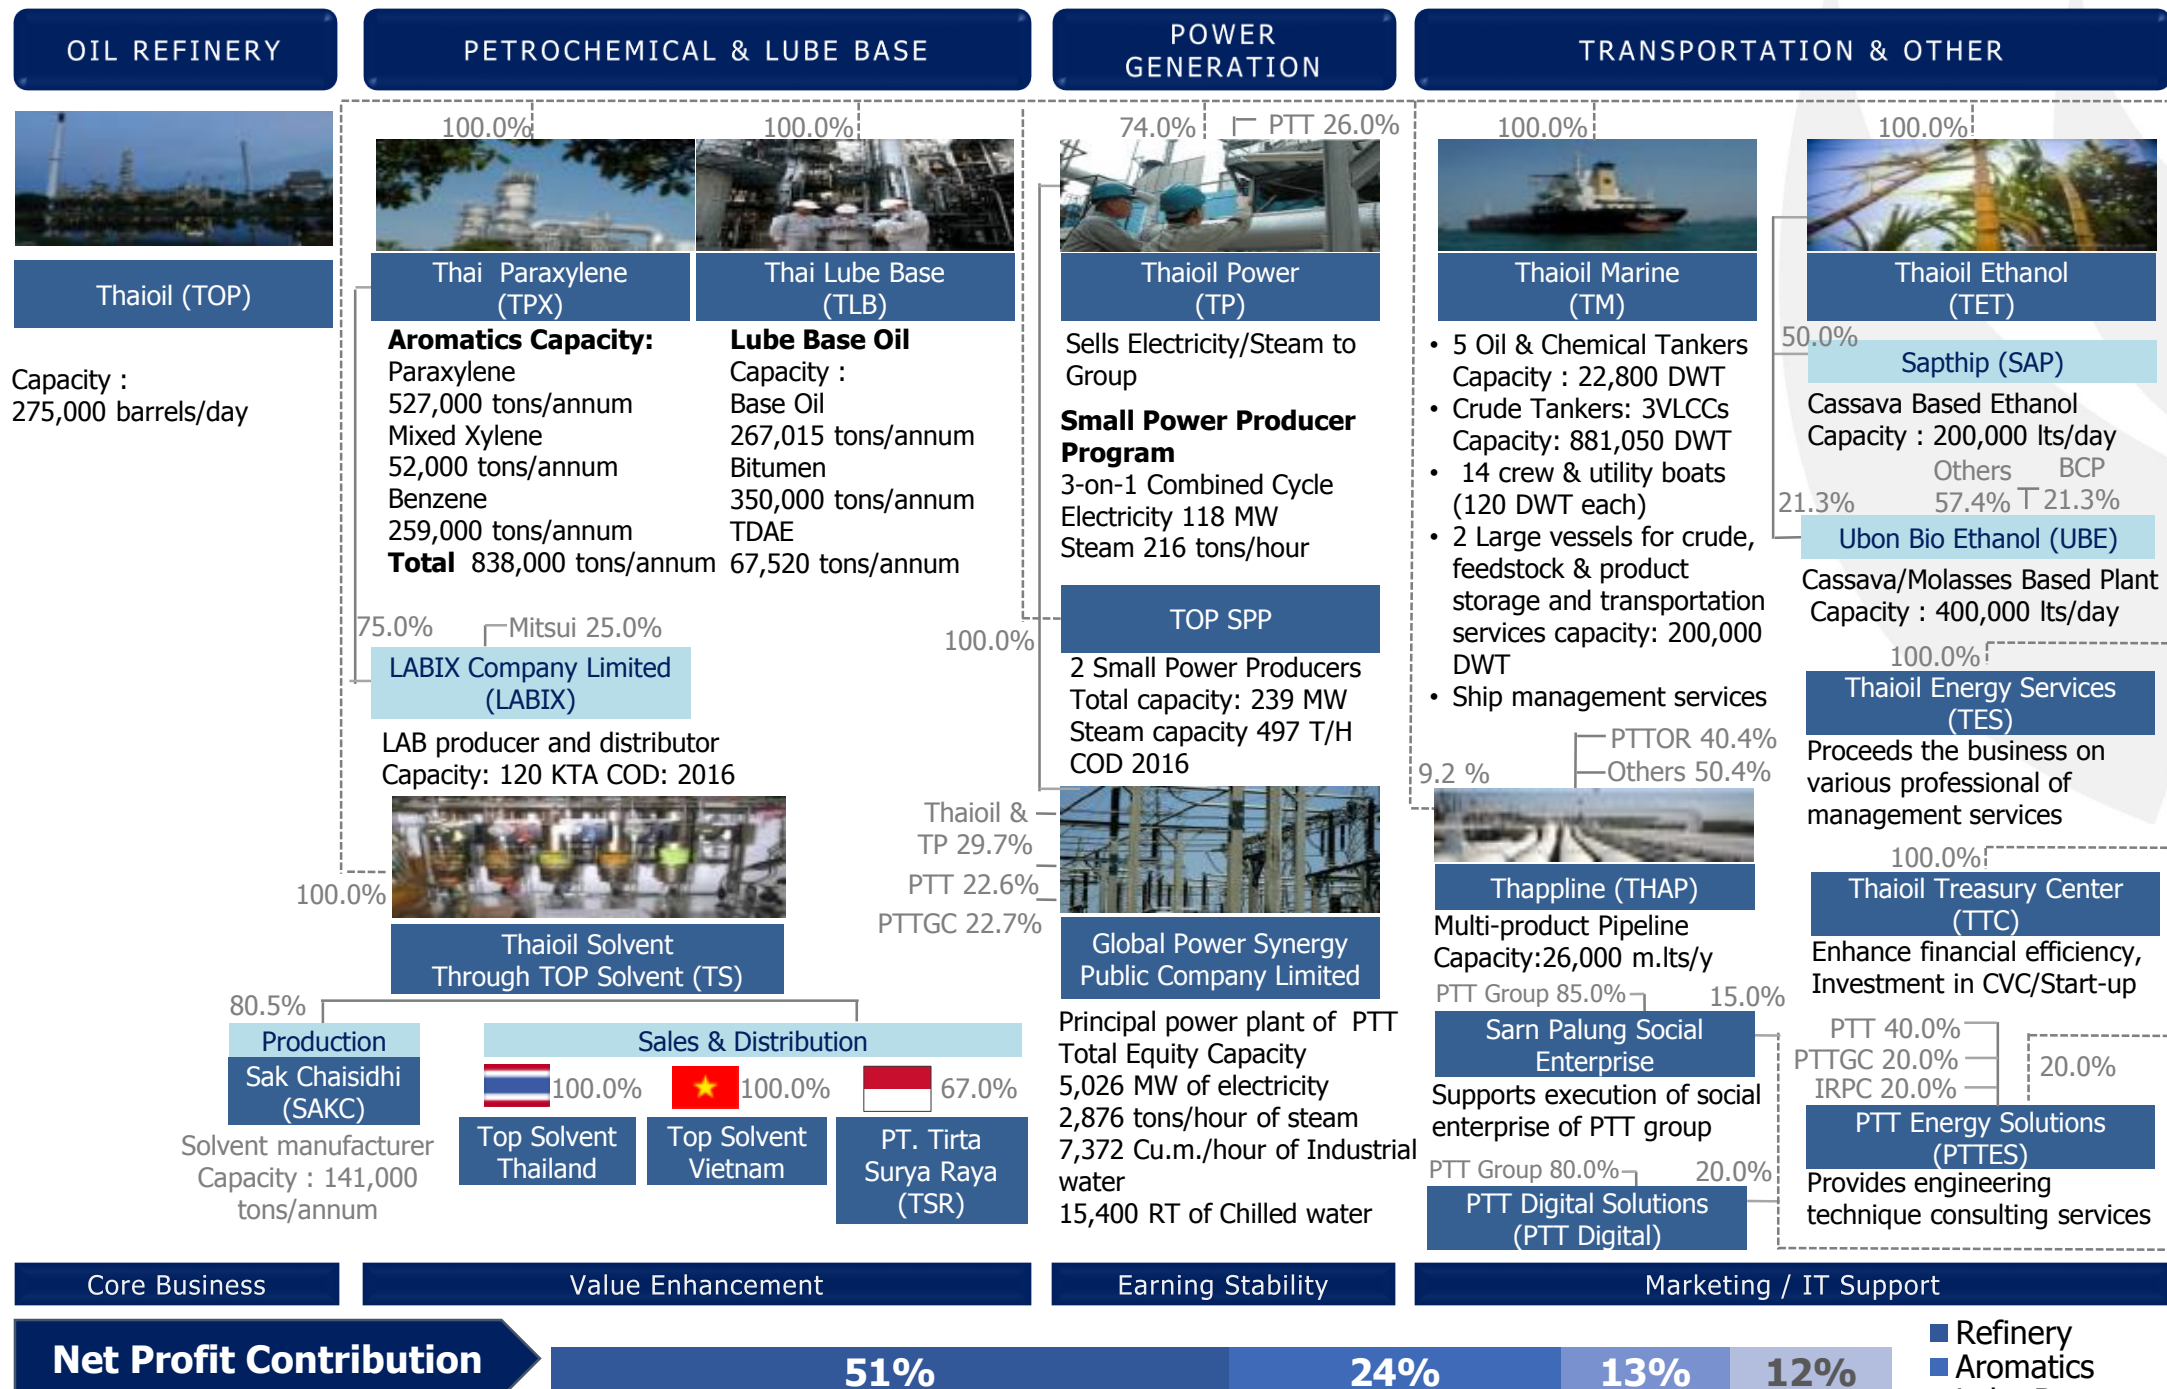 OIL REFINERY
PETROCHEMICAL & LUBE BASE
POWER
GENERATION
TRANSPORTATION & OTHER
Thaioil (TOP)
Capacity :
275,000 barrels/day
100.0%
Thai Paraxylene
(TPX)
Aromatics Capacity:
Paraxylene
527,000 tons/annum
Mixed Xylene
52,000 tons/annum
Benzene
259,000 tons/annum
Total 838,000 tons/annum
100.0%
Thai Lube Base
(TLB)
Lube Base Oil
Capacity :
Base Oil
267,015 tons/annum
Bitumen
350,000 tons/annum
TDAE
67,520 tons/annum
75.0%
Mitsui 25.0%
LABIX Company Limited
(LABIX)
LAB producer and distributor
Capacity: 120 KTA COD: 2016
100.0%
Thaioil Solvent
Through TOP Solvent (TS)
80.5%
Production
Sak Chaisidhi
(SAKC)
Solvent manufacturer
Capacity : 141,000
tons/annum
Sales & Distribution
100.0%
Top Solvent
Thailand
100.0%
Top Solvent
Vietnam
67.0%
PT. Tirta
Surya Raya
(TSR)
74.0%
PTT 26.0%
Thaioil Power
(TP)
Sells Electricity/Steam to
Group
Small Power Producer
Program
3-on-1 Combined Cycle
Electricity 118 MW
Steam 216 tons/hour
100.0%
TOP SPP
2 Small Power Producers
Total capacity: 239 MW
Steam capacity 497 T/H
COD 2016
Thaioil &
TP 29.7%
PTT 22.6%
PTTGC 22.7%
Global Power Synergy
Public Company Limited
Principal power plant of PTT
Total Equity Capacity
5,026 MW of electricity
2,876 tons/hour of steam
7,372 Cu.m./hour of Industrial
water
15,400 RT of Chilled water
100.0%
Thaioil Marine
(TM)
• 5 Oil & Chemical Tankers
Capacity : 22,800 DWT
• Crude Tankers: 3VLCCs
Capacity: 881,050 DWT
• 14 crew & utility boats
(120 DWT each)
• 2 Large vessels for crude,
feedstock & product
storage and transportation
services capacity: 200,000
DWT
• Ship management services
PTTOR 40.4%
Others 50.4%
9.2 %
Thappline (THAP)
Multi-product Pipeline
Capacity:26,000 m.lts/y
PTT Group 85.0%
15.0%
Sarn Palung Social
Enterprise
Supports execution of social
enterprise of PTT group
PTT Group 80.0%
20.0%
PTT Digital Solutions
(PTT Digital)
100.0%
Thaioil Ethanol
(TET)
50.0%
Sapthip (SAP)
Cassava Based Ethanol
Capacity : 200,000 lts/day
Others
57.4%
BCP
21.3%
21.3%
Ubon Bio Ethanol (UBE)
Cassava/Molasses Based Plant
Capacity : 400,000 lts/day
100.0%
Thaioil Energy Services
(TES)
Proceeds the business on
various professional of
management services
100.0%
Thaioil Treasury Center
(TTC)
Enhance financial efficiency,
Investment in CVC/Start-up
PTT 40.0%
PTTGC 20.0%
IRPC 20.0%
20.0%
PTT Energy Solutions
(PTTES)
Provides engineering
technique consulting services
Core Business
Value Enhancement
Earning Stability
Marketing / IT Support
Net Profit Contribution
51%
24%
13%
12%
Refinery
Aromatics